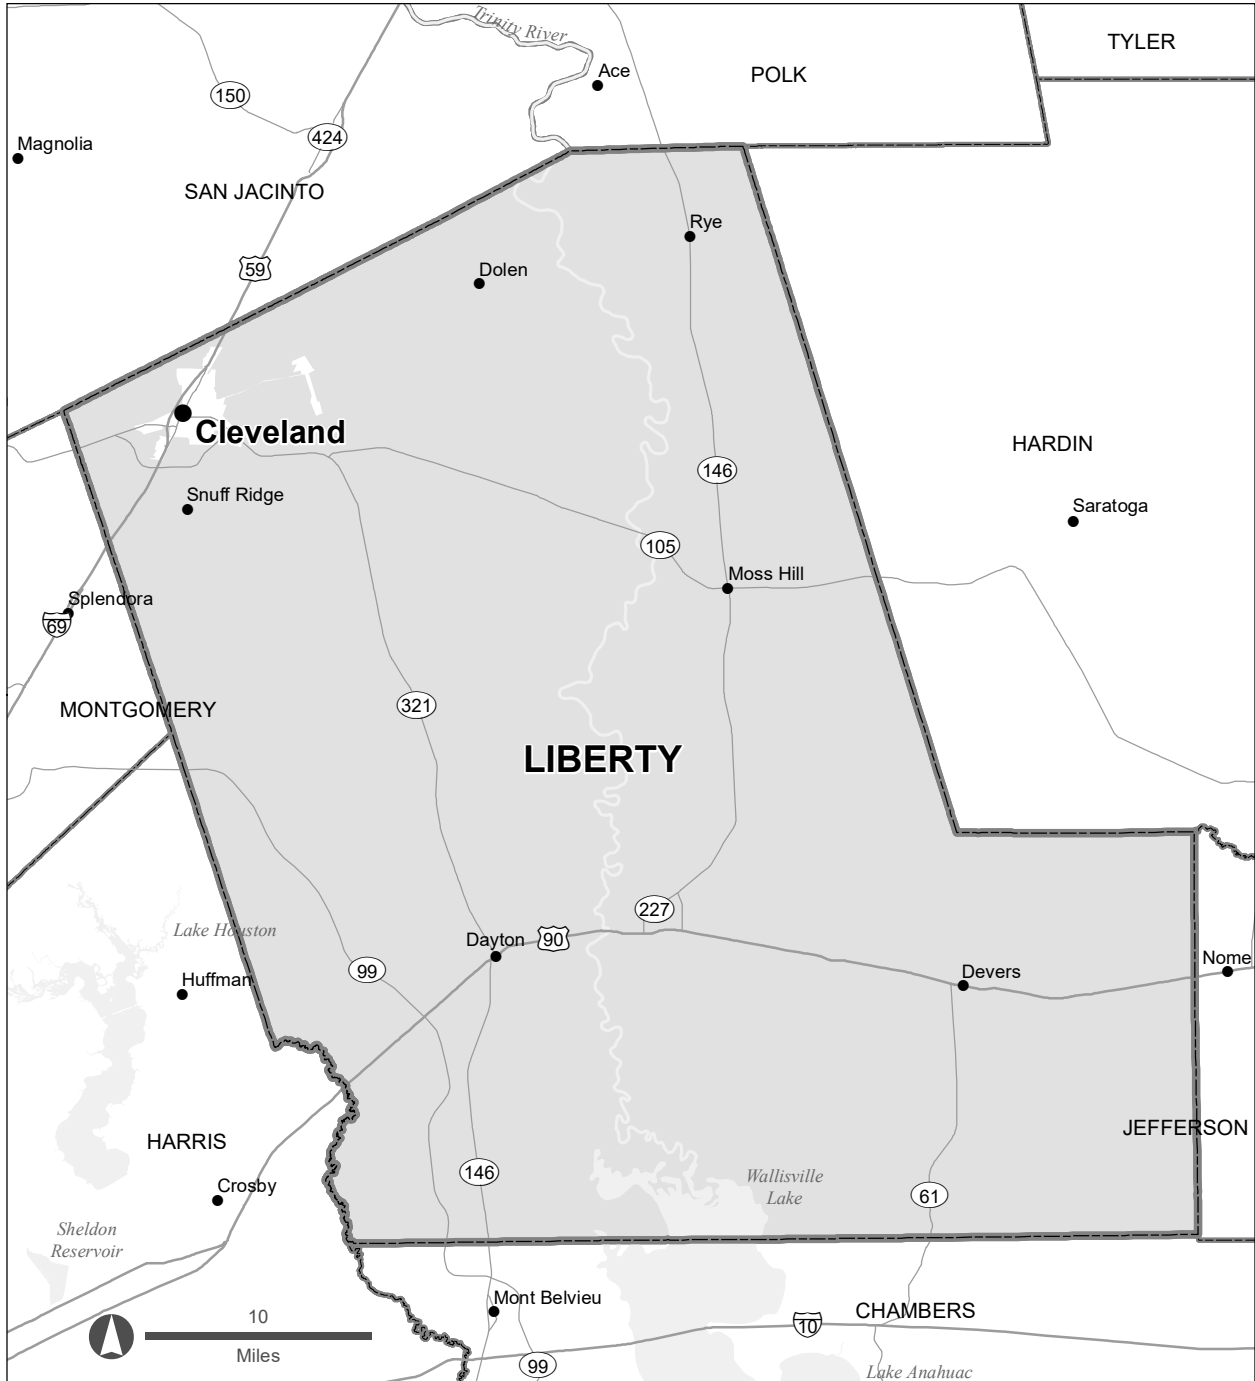 Trinity River
TYLER
Ace
POLK
150
424
Magnolia
SAN JACINTO
Rye
59
Dolen
Cleveland
HARDIN
146
Snuff Ridge
Saratoga
105
Moss Hill
Splendora
69
321
MONTGOMERY
LIBERTY
227
Lake Houston
Dayton
90
Nome
99
Devers
Huffman
JEFFERSON
HARRIS
146
Wallisville
Lake
Crosby
61
Sheldon
Reservoir
Mont Belvieu
CHAMBERS
10
Miles
10
99
Lake Anahuac